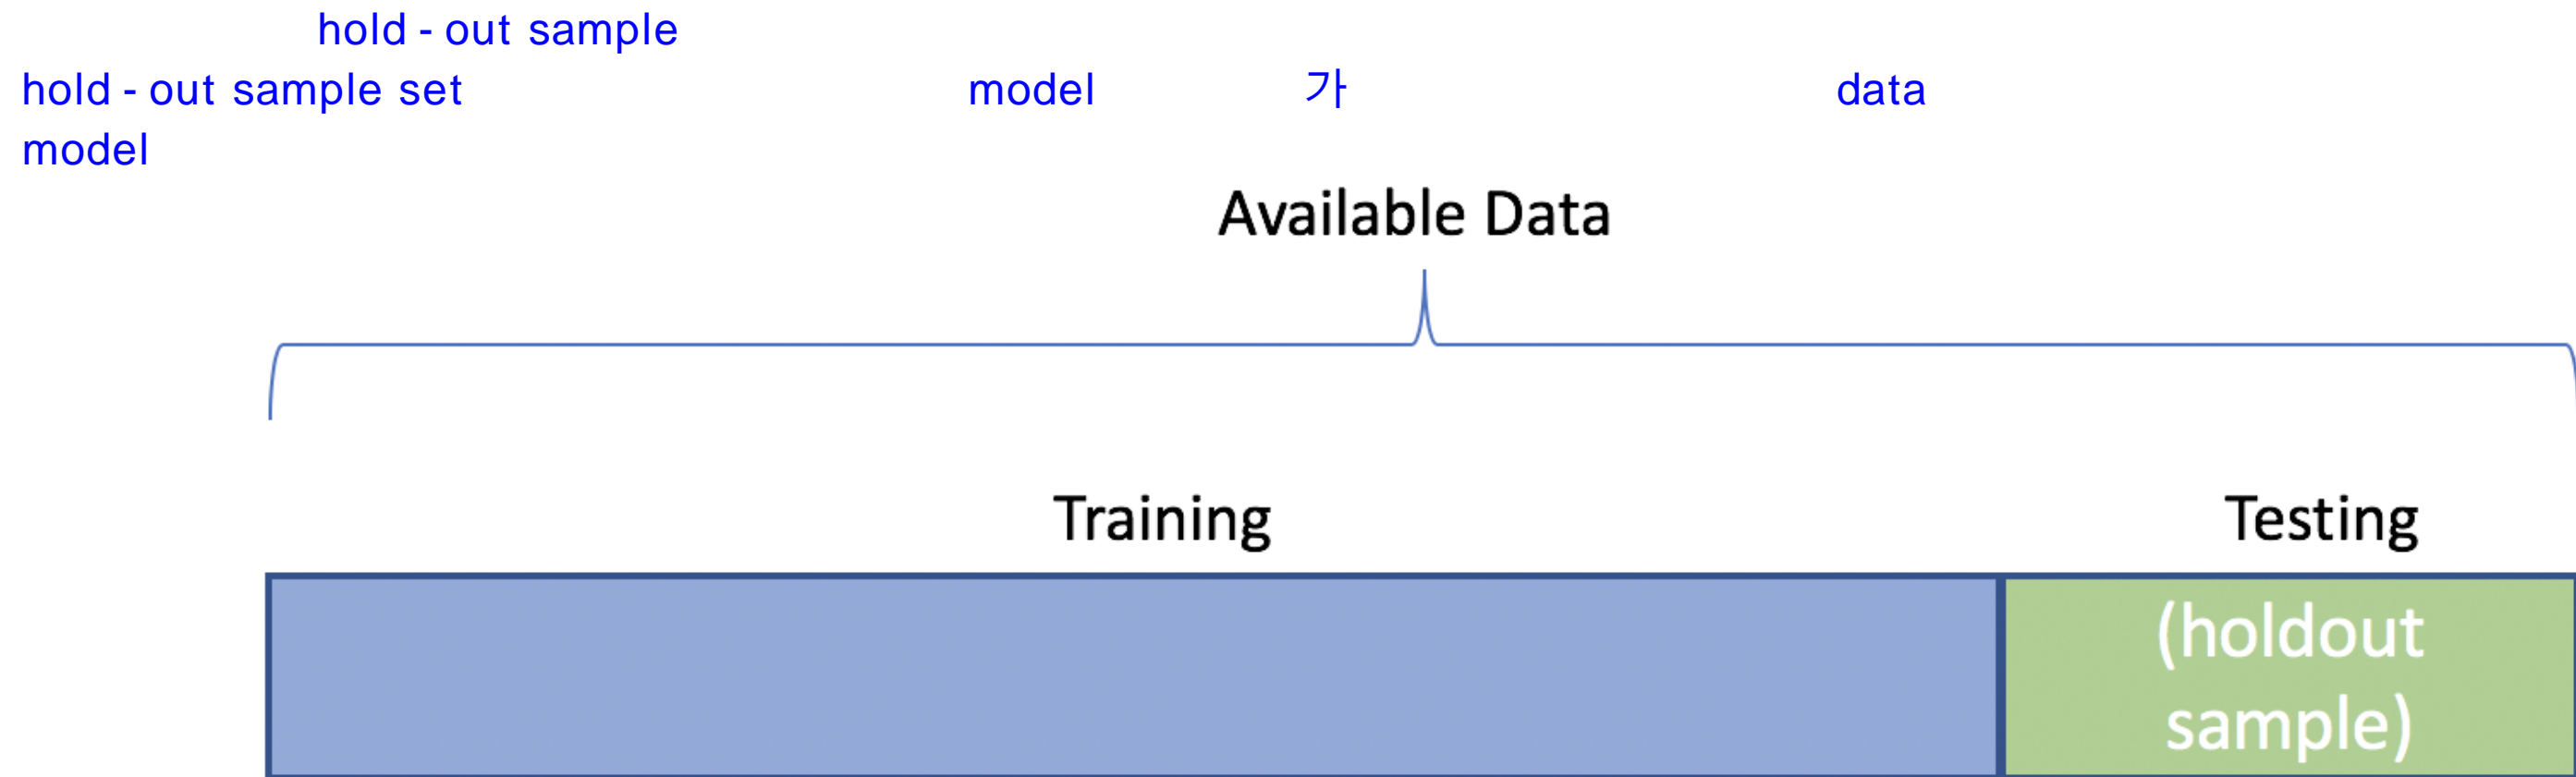 hold - out sample
hold - out sample set model 가 data
model
Available Data
Training Testing
(holdout
sample)